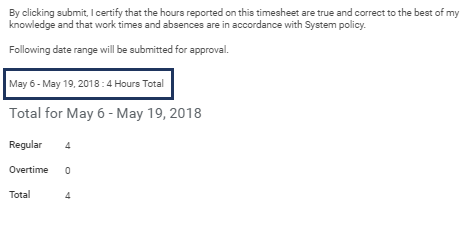 By clicking submit, I certify that the hours reported on this timesheet are true and correct to the best of my
knowledge and that work times and absences are in accordance with System policy.
Following date range will be submitted for approval.
May 6 - May 19, 2018 : 4 Hours Total
Total for May 6 - May 19, 2018
Regular 4
Overtime 0
Total 4